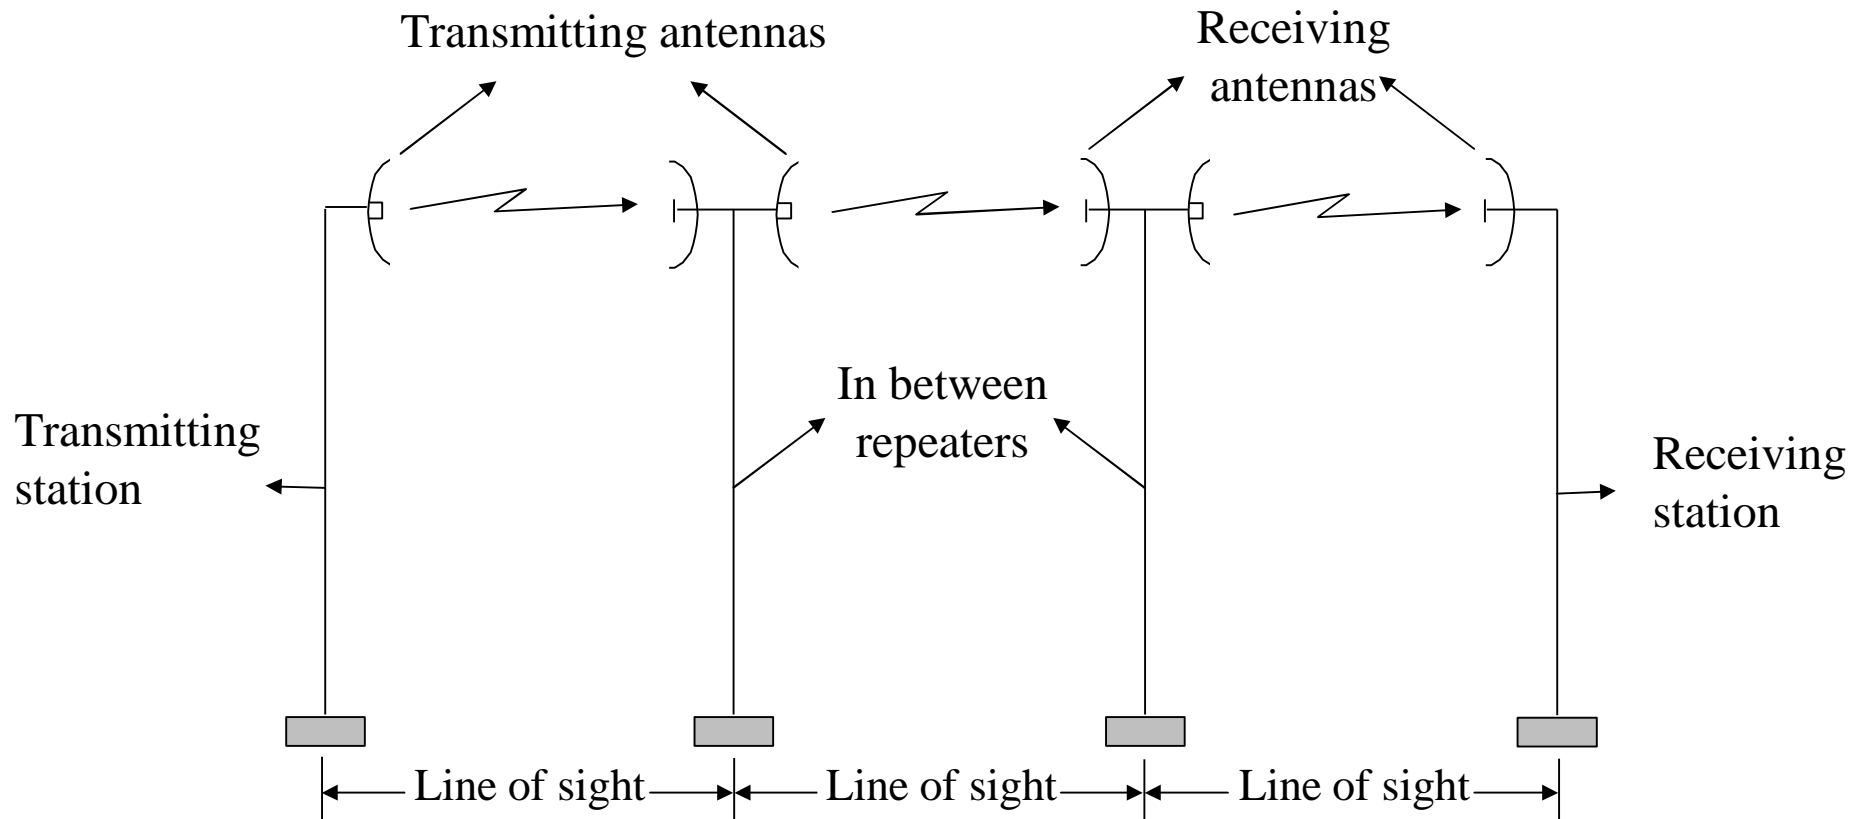 Transmitting antennas
Receiving
antennas
In between
repeaters
Transmitting
station
Receiving
station
Line of sight
Line of sight
Line of sight